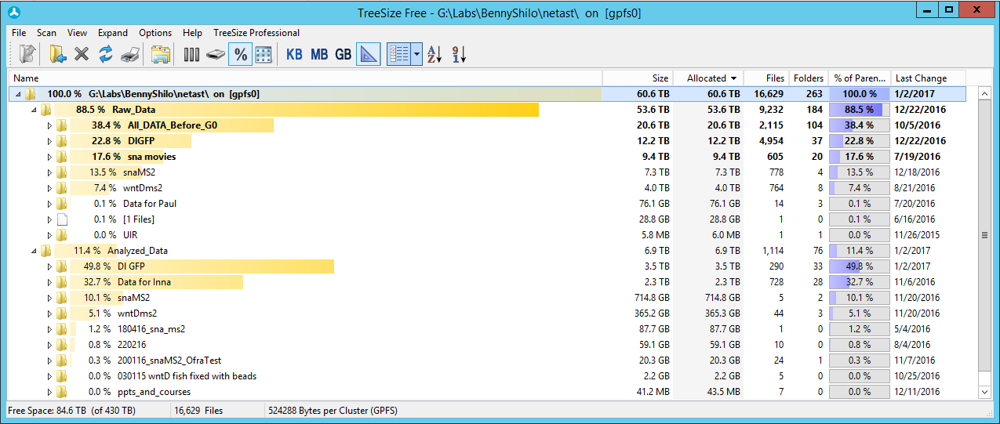 TreeSize Free - G:\Labs\BennyShilo\netast\ on [gpfs0]
File Scan View Expand Options Help TreeSize Professional
% KB MB GB A Z 9 1
Name Size Allocated Files Folders % of Paren... Last Change
100.0 % G:\Labs\BennyShilo\netast\ on [gpfs0] 60.6 TB 60.6 TB 16,629 263 100.0 % 1/2/2017
88.5 % Raw_Data 53.6 TB 53.6 TB 9,232 184 88.5 % 12/22/2016
38.4 % All_DATA_Before_G0 20.6 TB 20.6 TB 2,115 104 38.4 % 10/5/2016
22.8 % DIGFP 12.2 TB 12.2 TB 4,954 37 22.8 % 12/22/2016
17.6 % sna movies 9.4 TB 9.4 TB 605 20 17.6 % 7/19/2016
13.5 % snaMS2 7.3 TB 7.3 TB 778 4 13.5 % 12/18/2016
7.4 % wntDms2 4.0 TB 4.0 TB 764 8 7.4 % 8/21/2016
0.1 % Data for Paul 76.1 GB 76.1 GB 14 3 0.1 % 7/20/2016
0.1 % [1 Files] 28.8 GB 28.8 GB 1 0 0.1 % 6/16/2016
0.0 % UIR 5.8 MB 6.0 MB 1 1 0.0 % 11/26/2015
11.4 % Analyzed_Data 6.9 TB 6.9 TB 1,114 76 11.4 % 1/2/2017
49.8 % DI GFP 3.5 TB 3.5 TB 290 33 49.8 % 1/2/2017
32.7 % Data for Inna 2.3 TB 2.3 TB 728 28 32.7 % 11/6/2016
10.1 % snaMS2 714.8 GB 714.8 GB 5 2 10.1 % 11/20/2016
5.1 % wntDms2 365.2 GB 365.3 GB 44 3 5.1 % 11/20/2016
1.2 % 180416_sna_ms2 87.7 GB 87.7 GB 1 0 1.2 % 5/4/2016
0.8 % 220216 59.1 GB 59.1 GB 10 0 0.8 % 8/4/2016
0.3 % 200116_snaMS2_OfraTest 20.3 GB 20.3 GB 24 1 0.3 % 11/7/2016
0.0 % 030115 wntD fish fixed with beads 2.2 GB 2.2 GB 5 0 0.0 % 10/25/2016
0.0 % ppts_and_courses 41.2 MB 43.5 MB 7 0 0.0 % 12/11/2016
Free Space: 84.6 TB (of 430 TB) 16,629 Files 524288 Bytes per Cluster (GPFS)